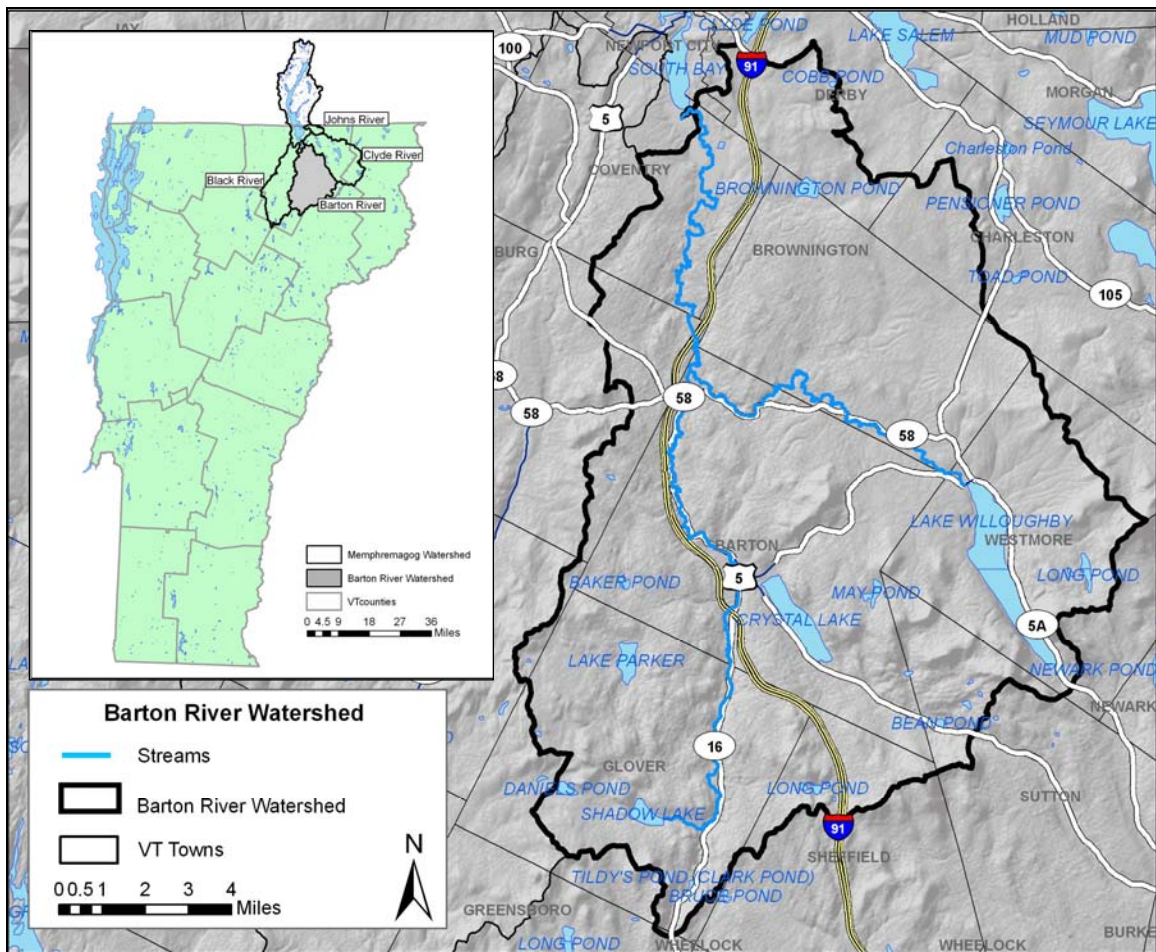 Johns River
Clyde River
Black River
Barton River
Memphremagog Watershed
Barton River Watershed
VTcounties
0 4.5 9 18 27 36
Miles
Barton River Watershed
Streams
Barton River Watershed
VT Towns
0 0.5 1 2 3 4
Miles
N
JAY
100
NEWPORT CITY
CLYDE POND
SOUTH BAY
91
LAKE SALEM
HOLLAND
MUD POND
COBB POND
DERBY
MORGAN
SEYMOUR LAKE
5
COVENTRY
Charleston Pond
BROWNINGTON POND
PENSIONER POND
CHARLESTON
BURG
BROWNINGTON
TOAD POND
105
58
58
58
58
LAKE WILLOUGHBY
WESTMORE
BARTON
5
BAKER POND
MAY POND
LONG POND
CRYSTAL LAKE
5A
LAKE PARKER
NEWARK POND
NEWARK
BEAN POND
16
GLOVER
DANIELS POND
LONG POND
SUTTON
SHADOW LAKE
91
SHEFFIELD
TILDY'S POND (CLARK POND)
BRUCE POND
GREENSBORO
LONG POND
WHEELOCK
WHEELOCK
BURKE